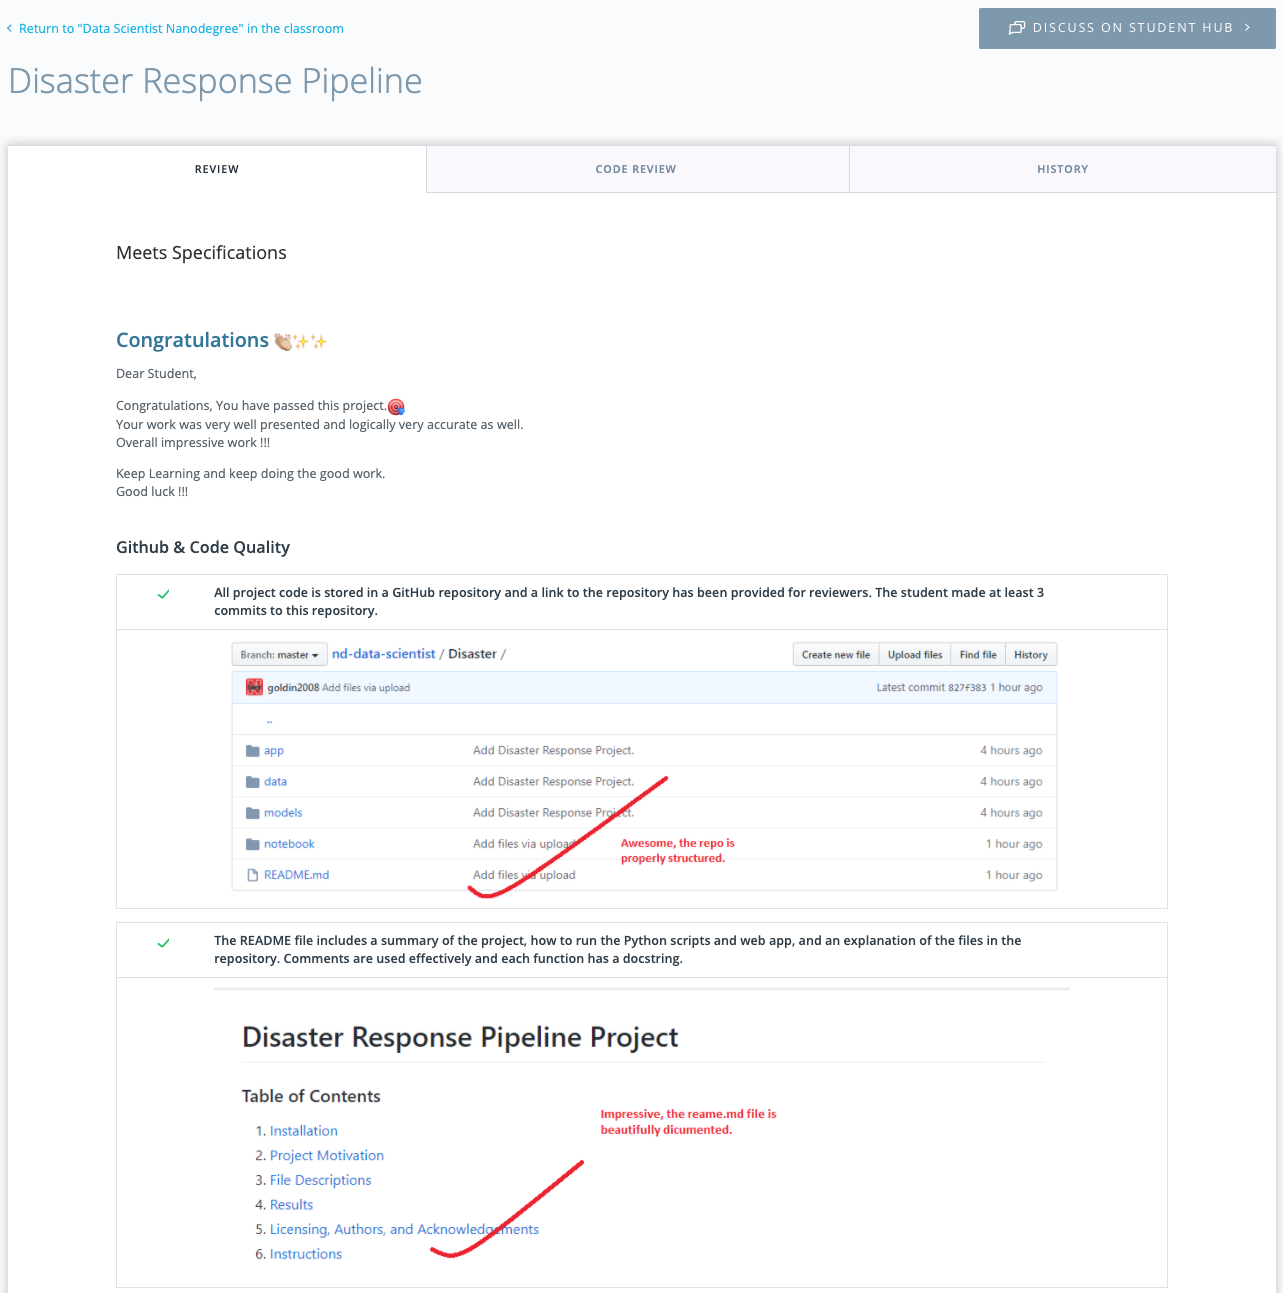 Return to "Data Scientist Nanodegree" in the classroom
DISCUSS ON STUDENT HUB
Disaster Response Pipeline
REVIEW
CODE REVIEW
HISTORY
Meets Specifications
Congratulations 👏✨✨
Dear Student,
Congratulations, You have passed this project.🎯
Your work was very well presented and logically very accurate as well.
Overall impressive work !!!
Keep Learning and keep doing the good work.
Good luck !!!
Github & Code Quality
All project code is stored in a GitHub repository and a link to the repository has been provided for reviewers. The student made at least 3
commits to this repository.
Branch: master nd-data-scientist / Disaster /
Create new file Upload files Find file History
goldin2008 Add files via upload Latest commit 827f383 1 hour ago
..
app Add Disaster Response Project. 4 hours ago
data Add Disaster Response Project. 4 hours ago
models Add Disaster Response Project. 4 hours ago
notebook Add files via upload 1 hour ago
Awesome, the repo is
properly structured.
README.md Add files via upload 1 hour ago
The README file includes a summary of the project, how to run the Python scripts and web app, and an explanation of the files in the
repository. Comments are used effectively and each function has a docstring.
Disaster Response Pipeline Project
Table of Contents
Impressive, the reame.md file is
beautifully dicumented.
1. Installation
2. Project Motivation
3. File Descriptions
4. Results
5. Licensing, Authors, and Acknowledgements
6. Instructions